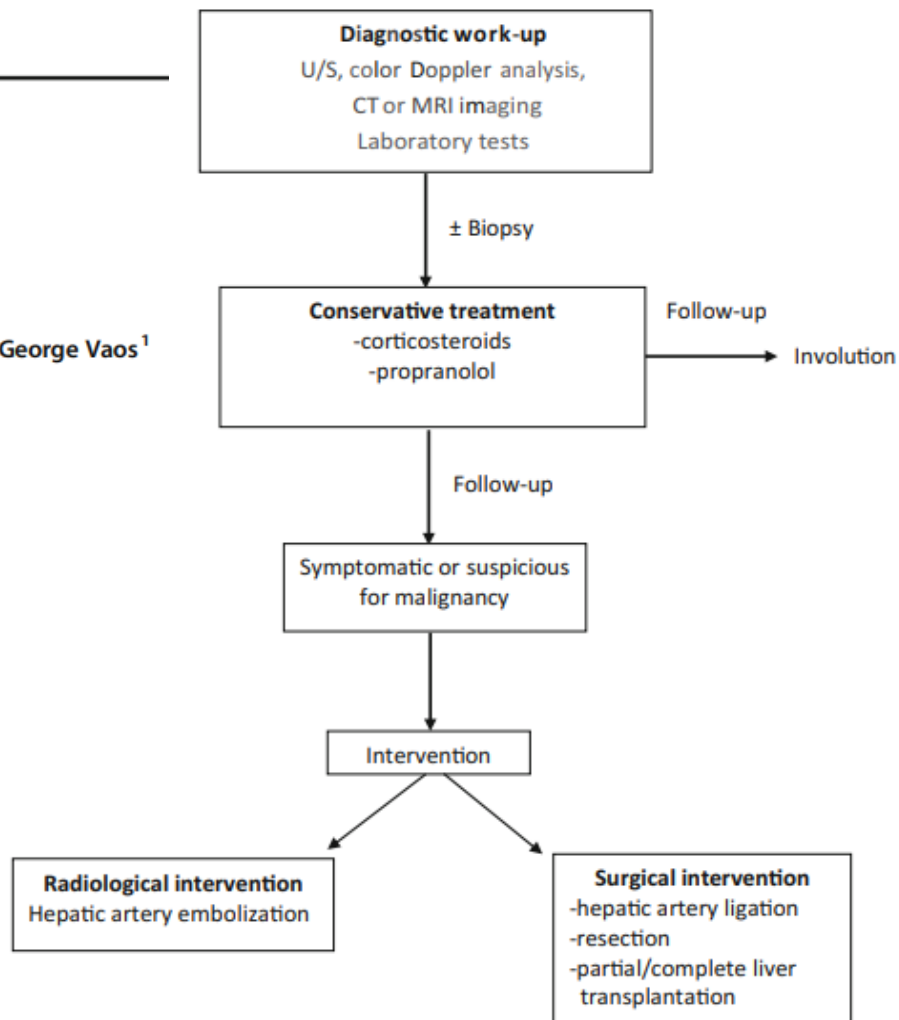 Diagnostic work-up
U/S, color Doppler analysis,
CT or MRI imaging
Laboratory tests
± Biopsy
George Vaos¹
Conservative treatment
-corticosteroids
-propranolol
Follow-up
Involution
Follow-up
Symptomatic or suspicious
for malignancy
Intervention
Radiological intervention
Hepatic artery embolization
Surgical intervention
-hepatic artery ligation
-resection
-partial/complete liver
transplantation